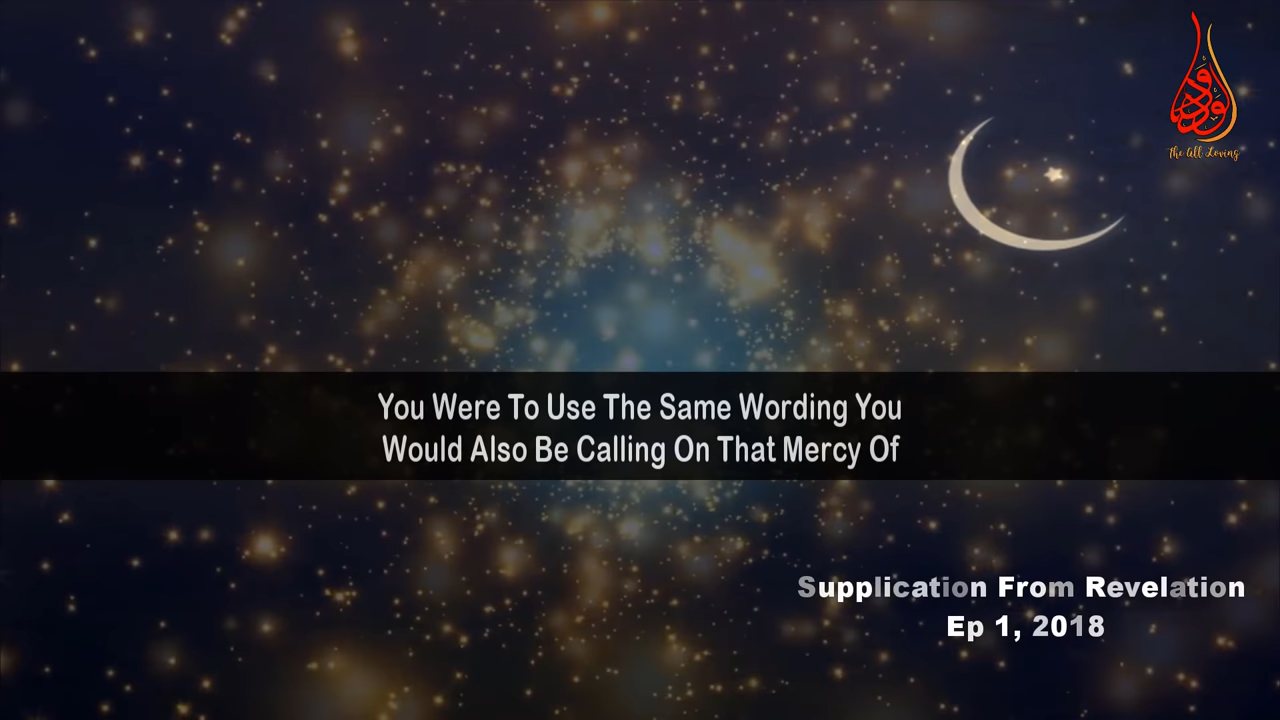 الودود
The All Loving
You Were To Use The Same Wording You
Would Also Be Calling On That Mercy Of
Supplication From Revelation
Ep 1, 2018